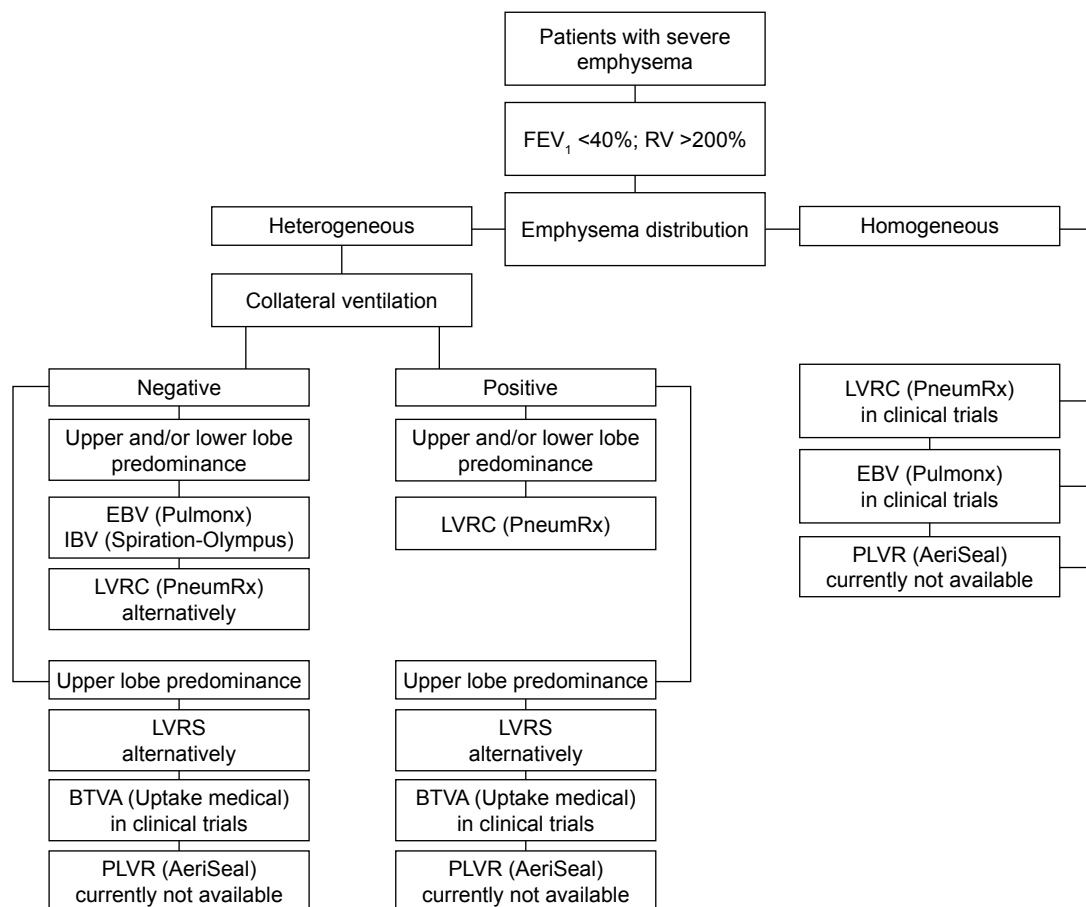 Patients with severe
emphysema
FEV₁ <40%; RV >200%
Heterogeneous
Emphysema distribution
Homogeneous
Collateral ventilation
Negative
Positive
Upper and/or lower lobe
predominance
EBV (Pulmonx)
IBV (Spiration-Olympus)
LVRC (PneumRx)
alternatively
Upper and/or lower lobe
predominance
LVRC (PneumRx)
LVRC (PneumRx)
in clinical trials
EBV (Pulmonx)
in clinical trials
PLVR (AeriSeal)
currently not available
Upper lobe predominance
LVRS
alternatively
BTVA (Uptake medical)
in clinical trials
PLVR (AeriSeal)
currently not available
Upper lobe predominance
LVRS
alternatively
BTVA (Uptake medical)
in clinical trials
PLVR (AeriSeal)
currently not available